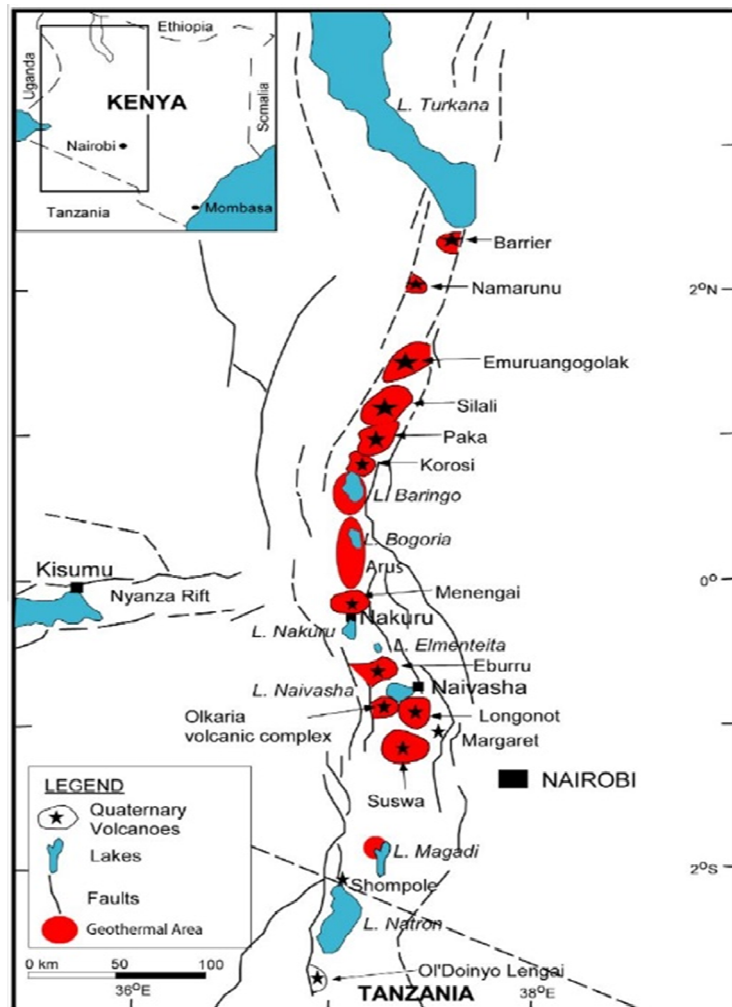 Ethiopia
Uganda
KENYA
Somalia
Nairobi
Tanzania
Mombasa
L. Turkana
Barrier
Namarunu
2°N
Emuruangogolak
Silali
Paka
Korosi
L. Baringo
L. Bogoria
Arus
Kisumu
Nyanza Rift
0°
Menengai
Nakuru
L. Nakuru
L. Elmenteita
Eburru
L. Naivasha
Naivasha
Olkaria
volcanic complex
Longonot
Margaret
NAIROBI
Suswa
LEGEND
Quaternary
Volcanoes
Lakes
Faults
Geothermal Area
0 km 50 100
L. Magadi
2°S
Shompole
L. Natron
Ol'Doinyo Lengai
TANZANIA
36°E
38°E